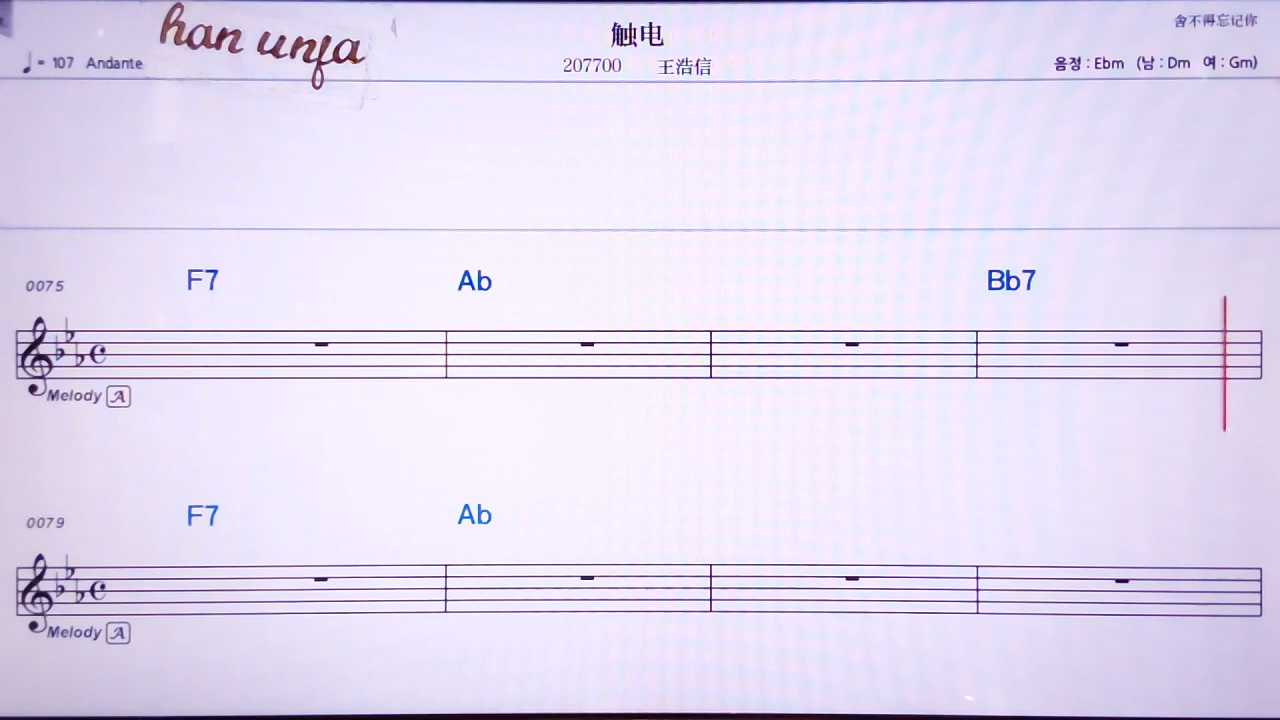 han unfa
触电
舍不得忘记你
♩= 107 Andante
207700 王浩信
음정 : Ebm (남 : Dm 여 : Gm)
0075 F7 Ab Bb7
Melody A
0079 F7 Ab
Melody A